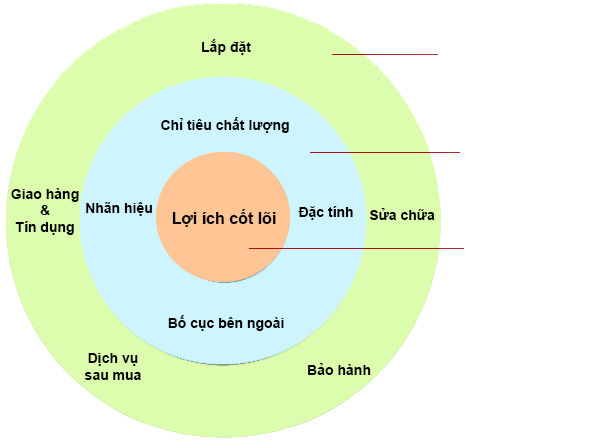 Lắp đặt
Chỉ tiêu chất lượng
Giao hàng
&
Tín dụng
Nhãn hiệu
Lợi ích cốt lõi
Đặc tính
Sửa chữa
Bố cục bên ngoài
Dịch vụ
sau mua
Bảo hành